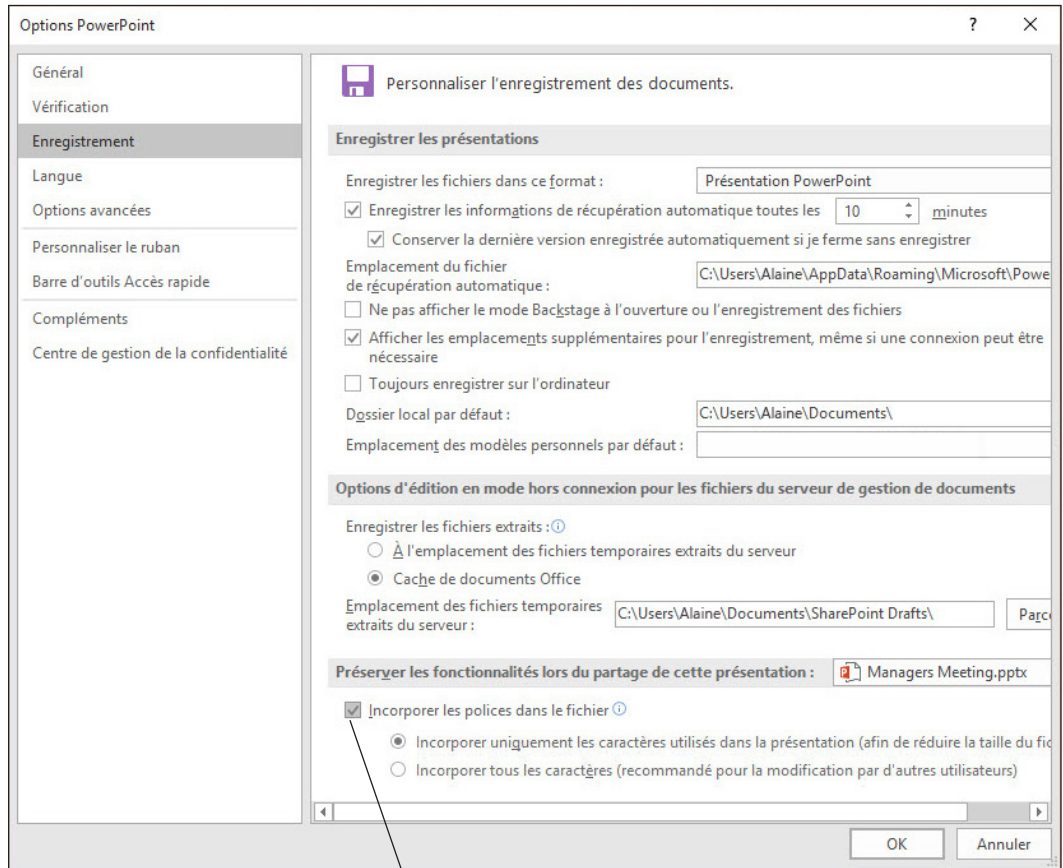 Options PowerPoint
?
Général
Vérification
Enregistrement
Langue
Options avancées
Personnaliser le ruban
Barre d'outils Accès rapide
Compléments
Centre de gestion de la confidentialité
Personnaliser l'enregistrement des documents.
Enregistrer les présentations
Enregistrer les fichiers dans ce format : Présentation PowerPoint
Enregistrer les informations de récupération automatique toutes les 10 minutes
Conserver la dernière version enregistrée automatiquement si je ferme sans enregistrer
Emplacement du fichier
de récupération automatique : C:\Users\Alaine\AppData\Roaming\Microsoft\Powe
Ne pas afficher le mode Backstage à l'ouverture ou l'enregistrement des fichiers
Afficher les emplacements supplémentaires pour l'enregistrement, même si une connexion peut être
nécessaire
Toujours enregistrer sur l'ordinateur
Dossier local par défaut : C:\Users\Alaine\Documents\
Emplacement des modèles personnels par défaut :
Options d'édition en mode hors connexion pour les fichiers du serveur de gestion de documents
Enregistrer les fichiers extraits :
À l'emplacement des fichiers temporaires extraits du serveur
Cache de documents Office
Emplacement des fichiers temporaires
extraits du serveur : C:\Users\Alaine\Documents\SharePoint Drafts\ Parc
Préserver les fonctionnalités lors du partage de cette présentation : Managers Meeting.pptx
Incorporer les polices dans le fichier
Incorporer uniquement les caractères utilisés dans la présentation (afin de réduire la taille du fic
Incorporer tous les caractères (recommandé pour la modification par d'autres utilisateurs)
OK Annuler